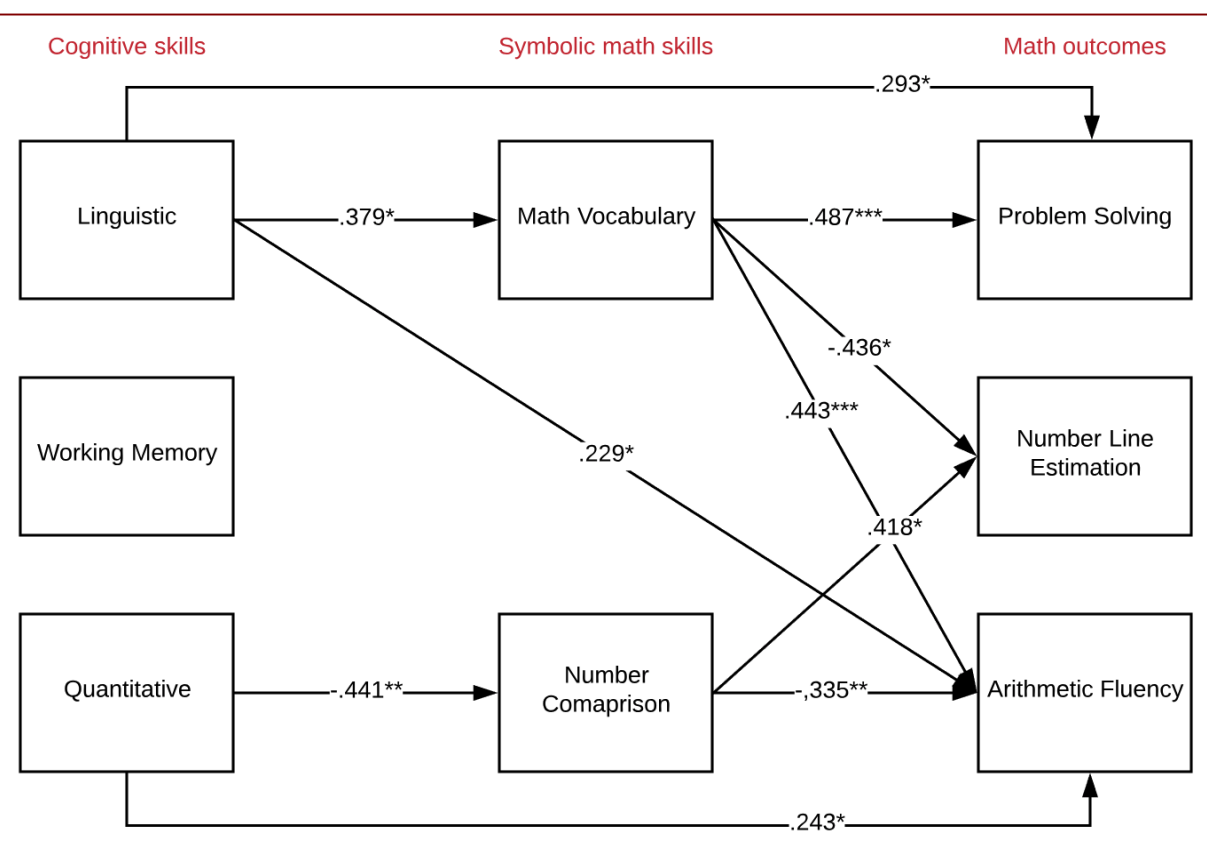 Cognitive skills
Symbolic math skills
Math outcomes
.293*
Linguistic
.379*
Math Vocabulary
.487***
Problem Solving
-.436*
.443***
Working Memory
.229*
Number Line
Estimation
.418*
Quantitative
-.441**
Number
Comaprison
-,335**
Arithmetic Fluency
.243*